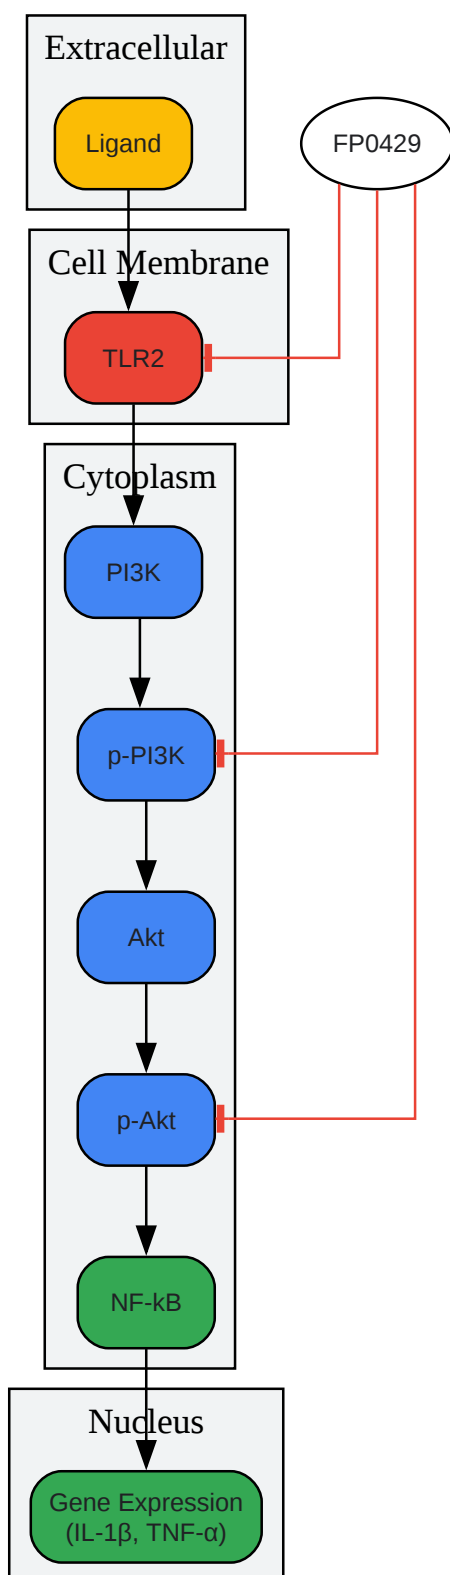 Extracellular
Ligand
FP0429
Cell Membrane
TLR2
Cytoplasm
PI3K
p-PI3K
Akt
p-Akt
NF-kB
Nucleus
Gene Expression
(IL-1β, TNF-α)